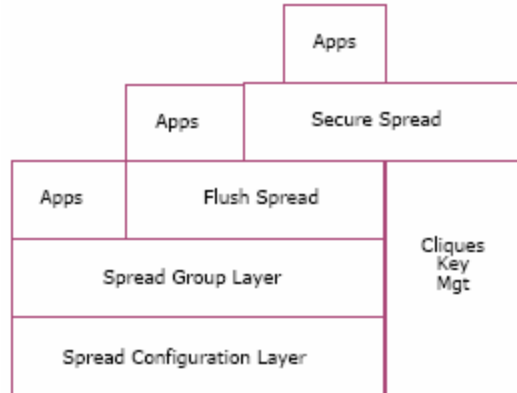 Apps
Apps
Secure Spread
Apps
Flush Spread
Cliques
Key
Mgt
Spread Group Layer
Spread Configuration Layer